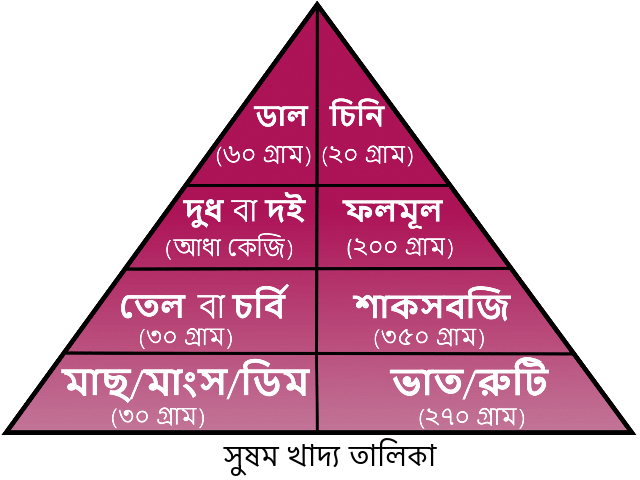 ডাল চিনি
(৬০ গ্রাম) (২০ গ্রাম)
দুধ বা দই ফলমূল
(আধা কেজি) (২০০ গ্রাম)
তেল বা চর্বি শাকসবজি
(৩০ গ্রাম) (৩৫০ গ্রাম)
মাছ/মাংস/ডিম ভাত/রুটি
(৩০ গ্রাম) (২৭০ গ্রাম)
সুষম খাদ্য তালিকা